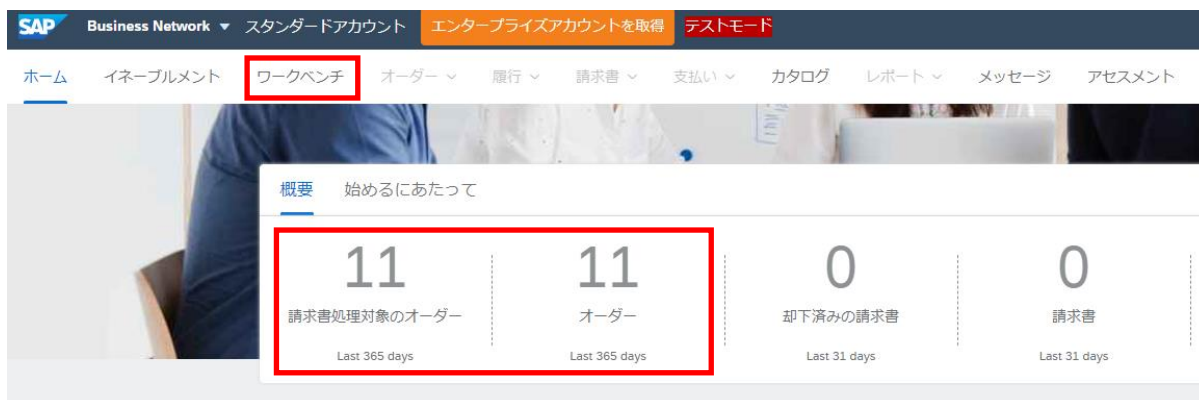 SAP Business Network スタンダードアカウント エンタープライズアカウントを取得 テストモード
ホーム イネーブルメント ワークベンチ オーダー 履行 請求書 支払い カタログ レポート メッセージ アセスメント
概要 始めるにあたって
11 11 0 0
請求書処理対象のオーダー オーダー 却下済みの請求書 請求書
Last 365 days Last 365 days Last 31 days Last 31 days